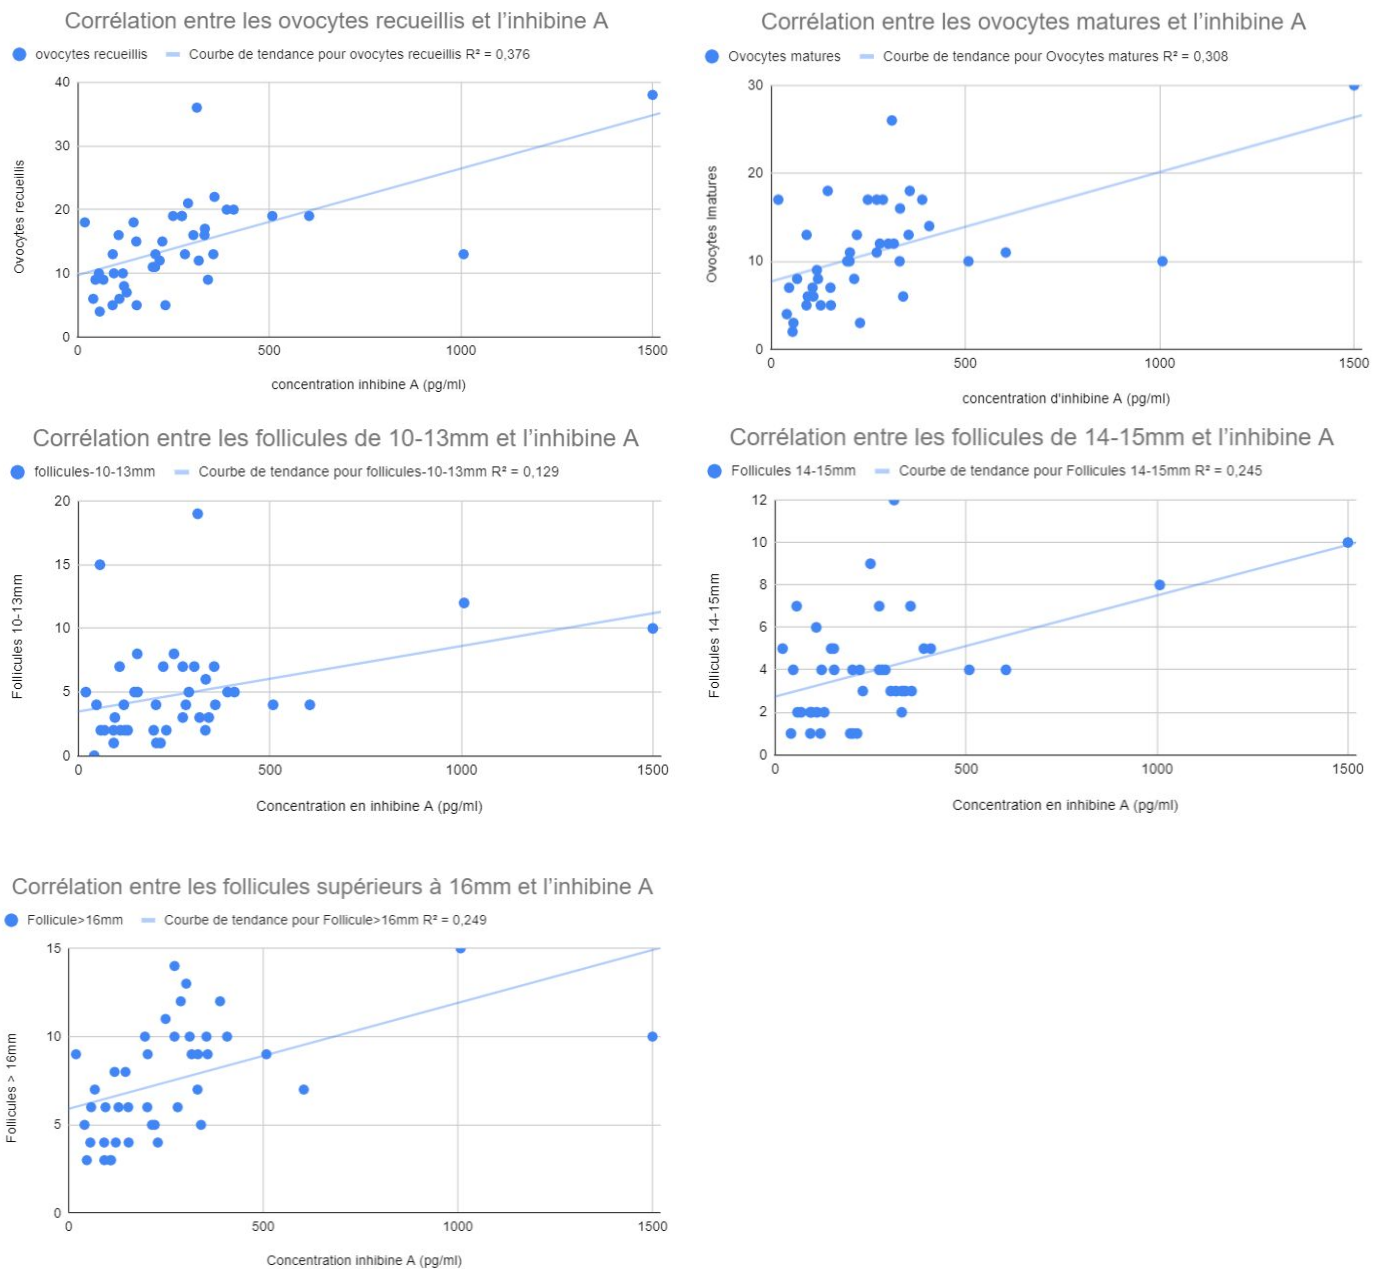 Corrélation entre les ovocytes recueillis et l'inhibine A
ovocytes recueillis Courbe de tendance pour ovocytes recueillis R² = 0,376
40
30
20
10
0
Ovocytes recueillis
0 500 1000 1500
concentration inhibine A (pg/ml)
Corrélation entre les ovocytes matures et l'inhibine A
Ovocytes matures Courbe de tendance pour Ovocytes matures R² = 0,308
30
20
10
0
Ovocytes lmatures
0 500 1000 1500
concentration d'inhibine A (pg/ml)
Corrélation entre les follicules de 10-13mm et l'inhibine A
follicules-10-13mm Courbe de tendance pour follicules-10-13mm R² = 0,129
20
15
10
5
0
Follicules 10-13mm
0 500 1000 1500
Concentration en inhibine A (pg/ml)
Corrélation entre les follicules de 14-15mm et l'inhibine A
Follicules 14-15mm Courbe de tendance pour Follicules 14-15mm R² = 0,245
12
10
8
6
4
2
0
Follicules 14-15mm
0 500 1000 1500
Concentration en inhibine A (pg/ml)
Corrélation entre les follicules supérieurs à 16mm et l'inhibine A
Follicule>16mm Courbe de tendance pour Follicule>16mm R² = 0,249
15
10
5
0
Follicules > 16mm
0 500 1000 1500
Concentration inhibine A (pg/ml)